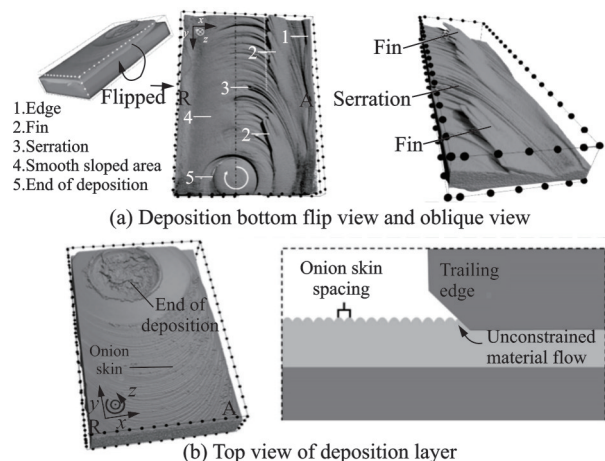 Flipped
1.Edge
2.Fin
3.Serration
4.Smooth sloped area
5.End of deposition
x
y
z
R
A
1
2
3
2
4
5
Fin
Serration
Fin
(a) Deposition bottom flip view and oblique view
End of
deposition
Onion
skin
y
z
x
R
A
Onion skin
spacing
Trailing
edge
Unconstrained
material flow
(b) Top view of deposition layer